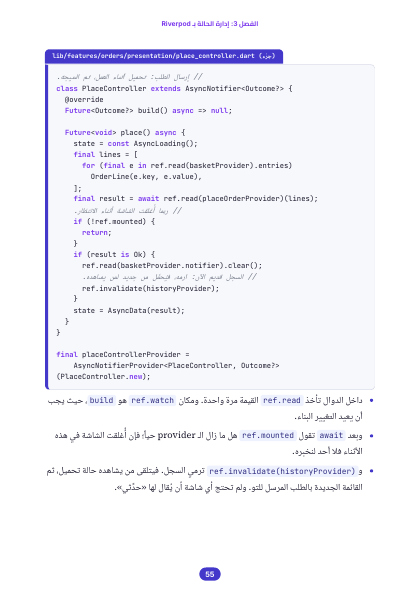 الفصل 3: إدارة الحالة بـ Riverpod
lib/features/orders/presentation/place_controller.dart (جزء)
// إرسال الطلب: تحميل أثناء العمل، ثم النتيجة.
class PlaceController extends AsyncNotifier<Outcome?> {
  @override
  Future<Outcome?> build() async => null;

  Future<void> place() async {
    state = const AsyncLoading();
    final lines = [
      for (final e in ref.read(basketProvider).entries)
        OrderLine(e.key, e.value),
    ];
    final result = await ref.read(placeOrderProvider)(lines);
    // ربما أُغلقت الشاشة أثناء الانتظار.
    if (!ref.mounted) {
      return;
    }
    if (result is Ok) {
      ref.read(basketProvider.notifier).clear();
      // السجل قديم الآن: ارمه، فيُحمَّل من جديد لمن يشاهده.
      ref.invalidate(historyProvider);
    }
    state = AsyncData(result);
  }
}

final placeControllerProvider =
    AsyncNotifierProvider<PlaceController, Outcome?>
(PlaceController.new);
• داخل الدوال تأخذ ref.read القيمة مرة واحدة. ومكان ref.watch هو build، حيث يجب
أن يعيد التغيير البناء.
• وبعد await تقول ref.mounted هل ما زال الـ provider حياً؛ فإن أُغلقت الشاشة في هذه
الأثناء فلا أحد لنخبره.
• و ref.invalidate(historyProvider) ترمي السجل. فيتلقى من يشاهده حالة تحميل، ثم
القائمة الجديدة بالطلب المرسل للتو. ولم تحتج أي شاشة أن يُقال لها «حدّثي».
55